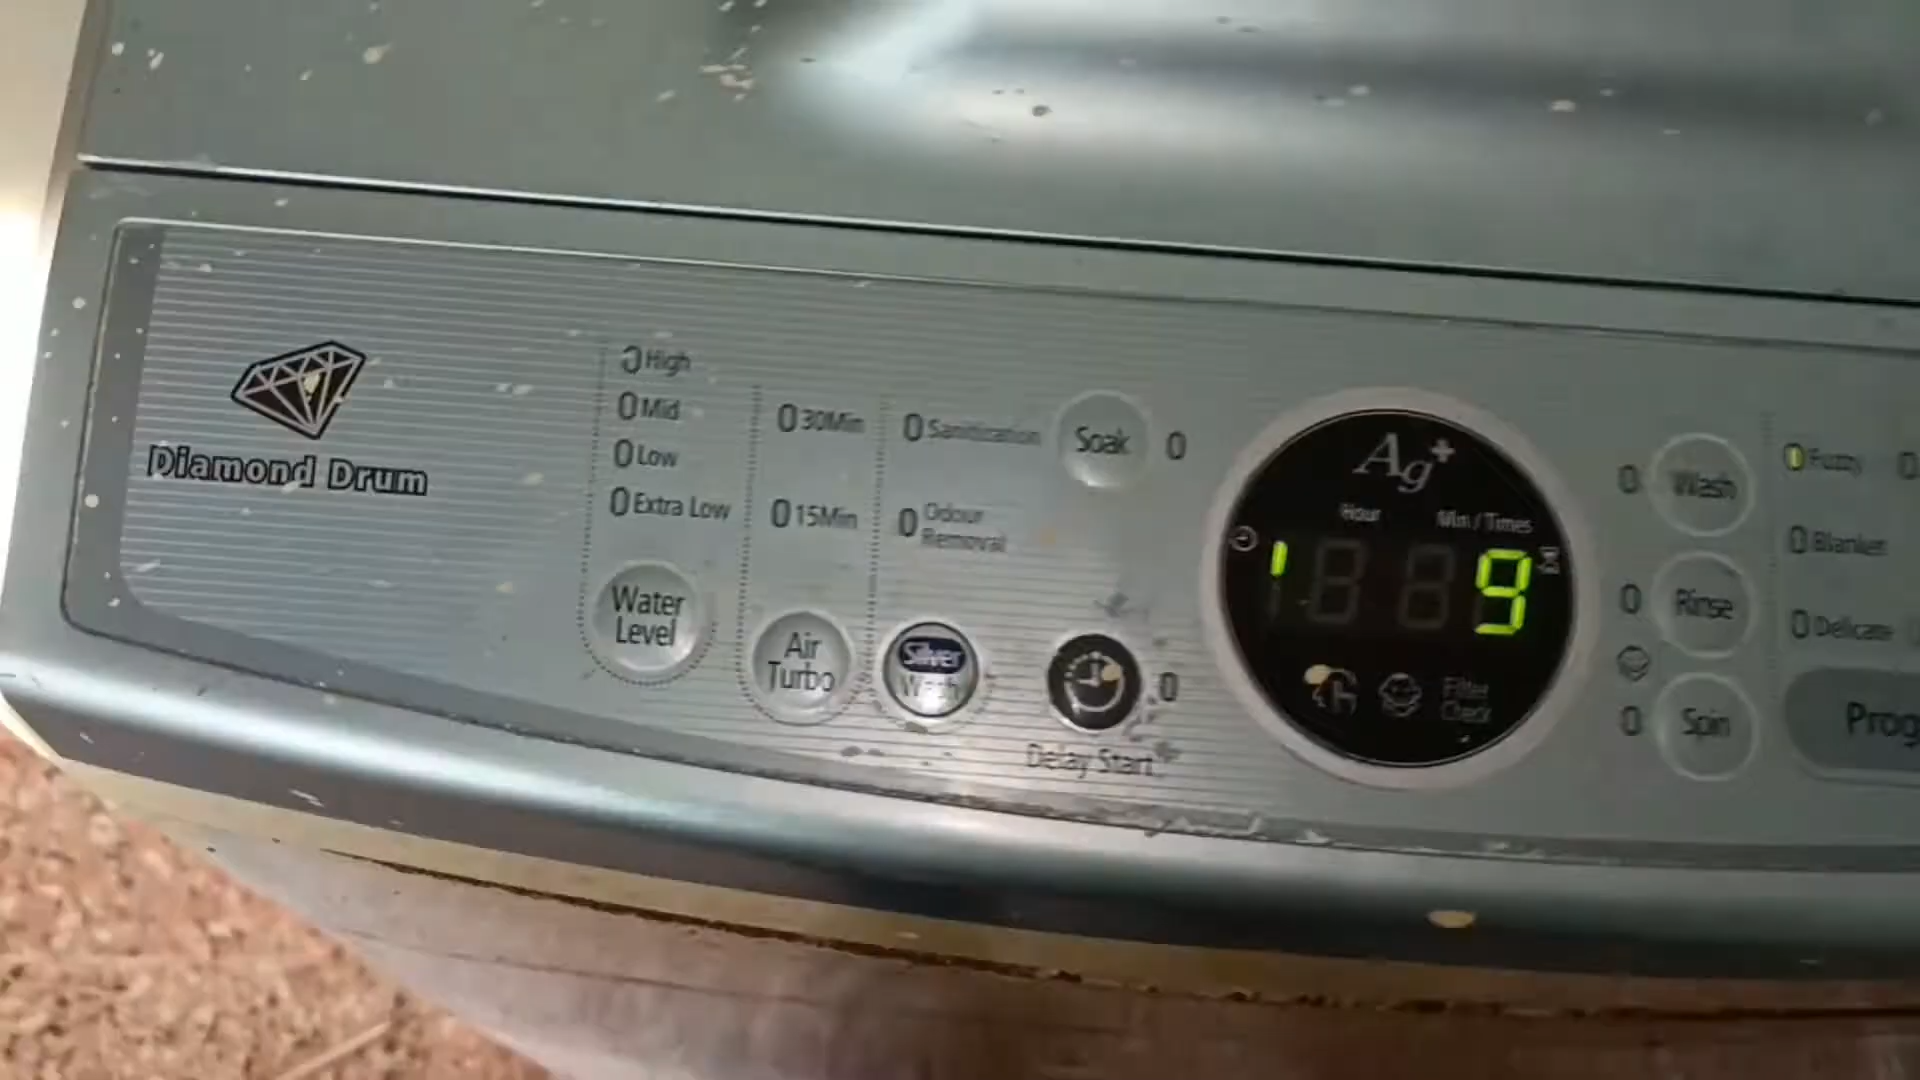 Diamond Drum
High
Mid
Low
Extra Low
Water
Level
30Min
15Min
Air
Turbo
Sanitization
Odour
Removal
Silver
Wash
Soak
Delay Start
Ag+
Hour Min / Times
9
Filter
Check
Wash
Rinse
Spin
Fuzzy
Blanket
Delicate